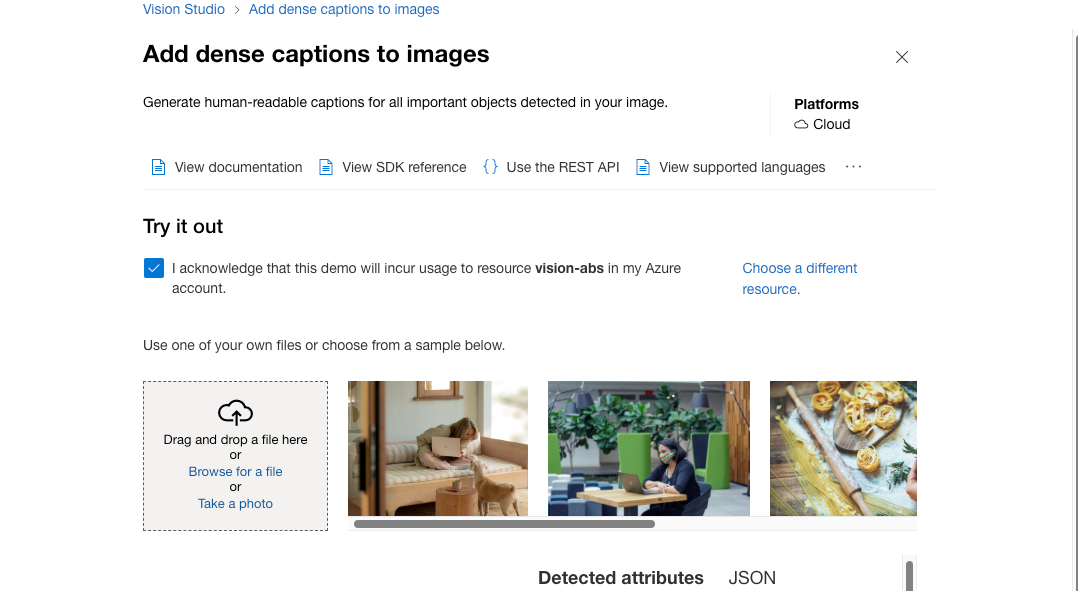 Vision Studio > Add dense captions to images
Add dense captions to images
Generate human-readable captions for all important objects detected in your image.
Platforms
Cloud
View documentation View SDK reference {} Use the REST API View supported languages ...
Try it out
I acknowledge that this demo will incur usage to resource vision-abs in my Azure
account.
Choose a different
resource.
Use one of your own files or choose from a sample below.
Drag and drop a file here
or
Browse for a file
or
Take a photo
Detected attributes JSON